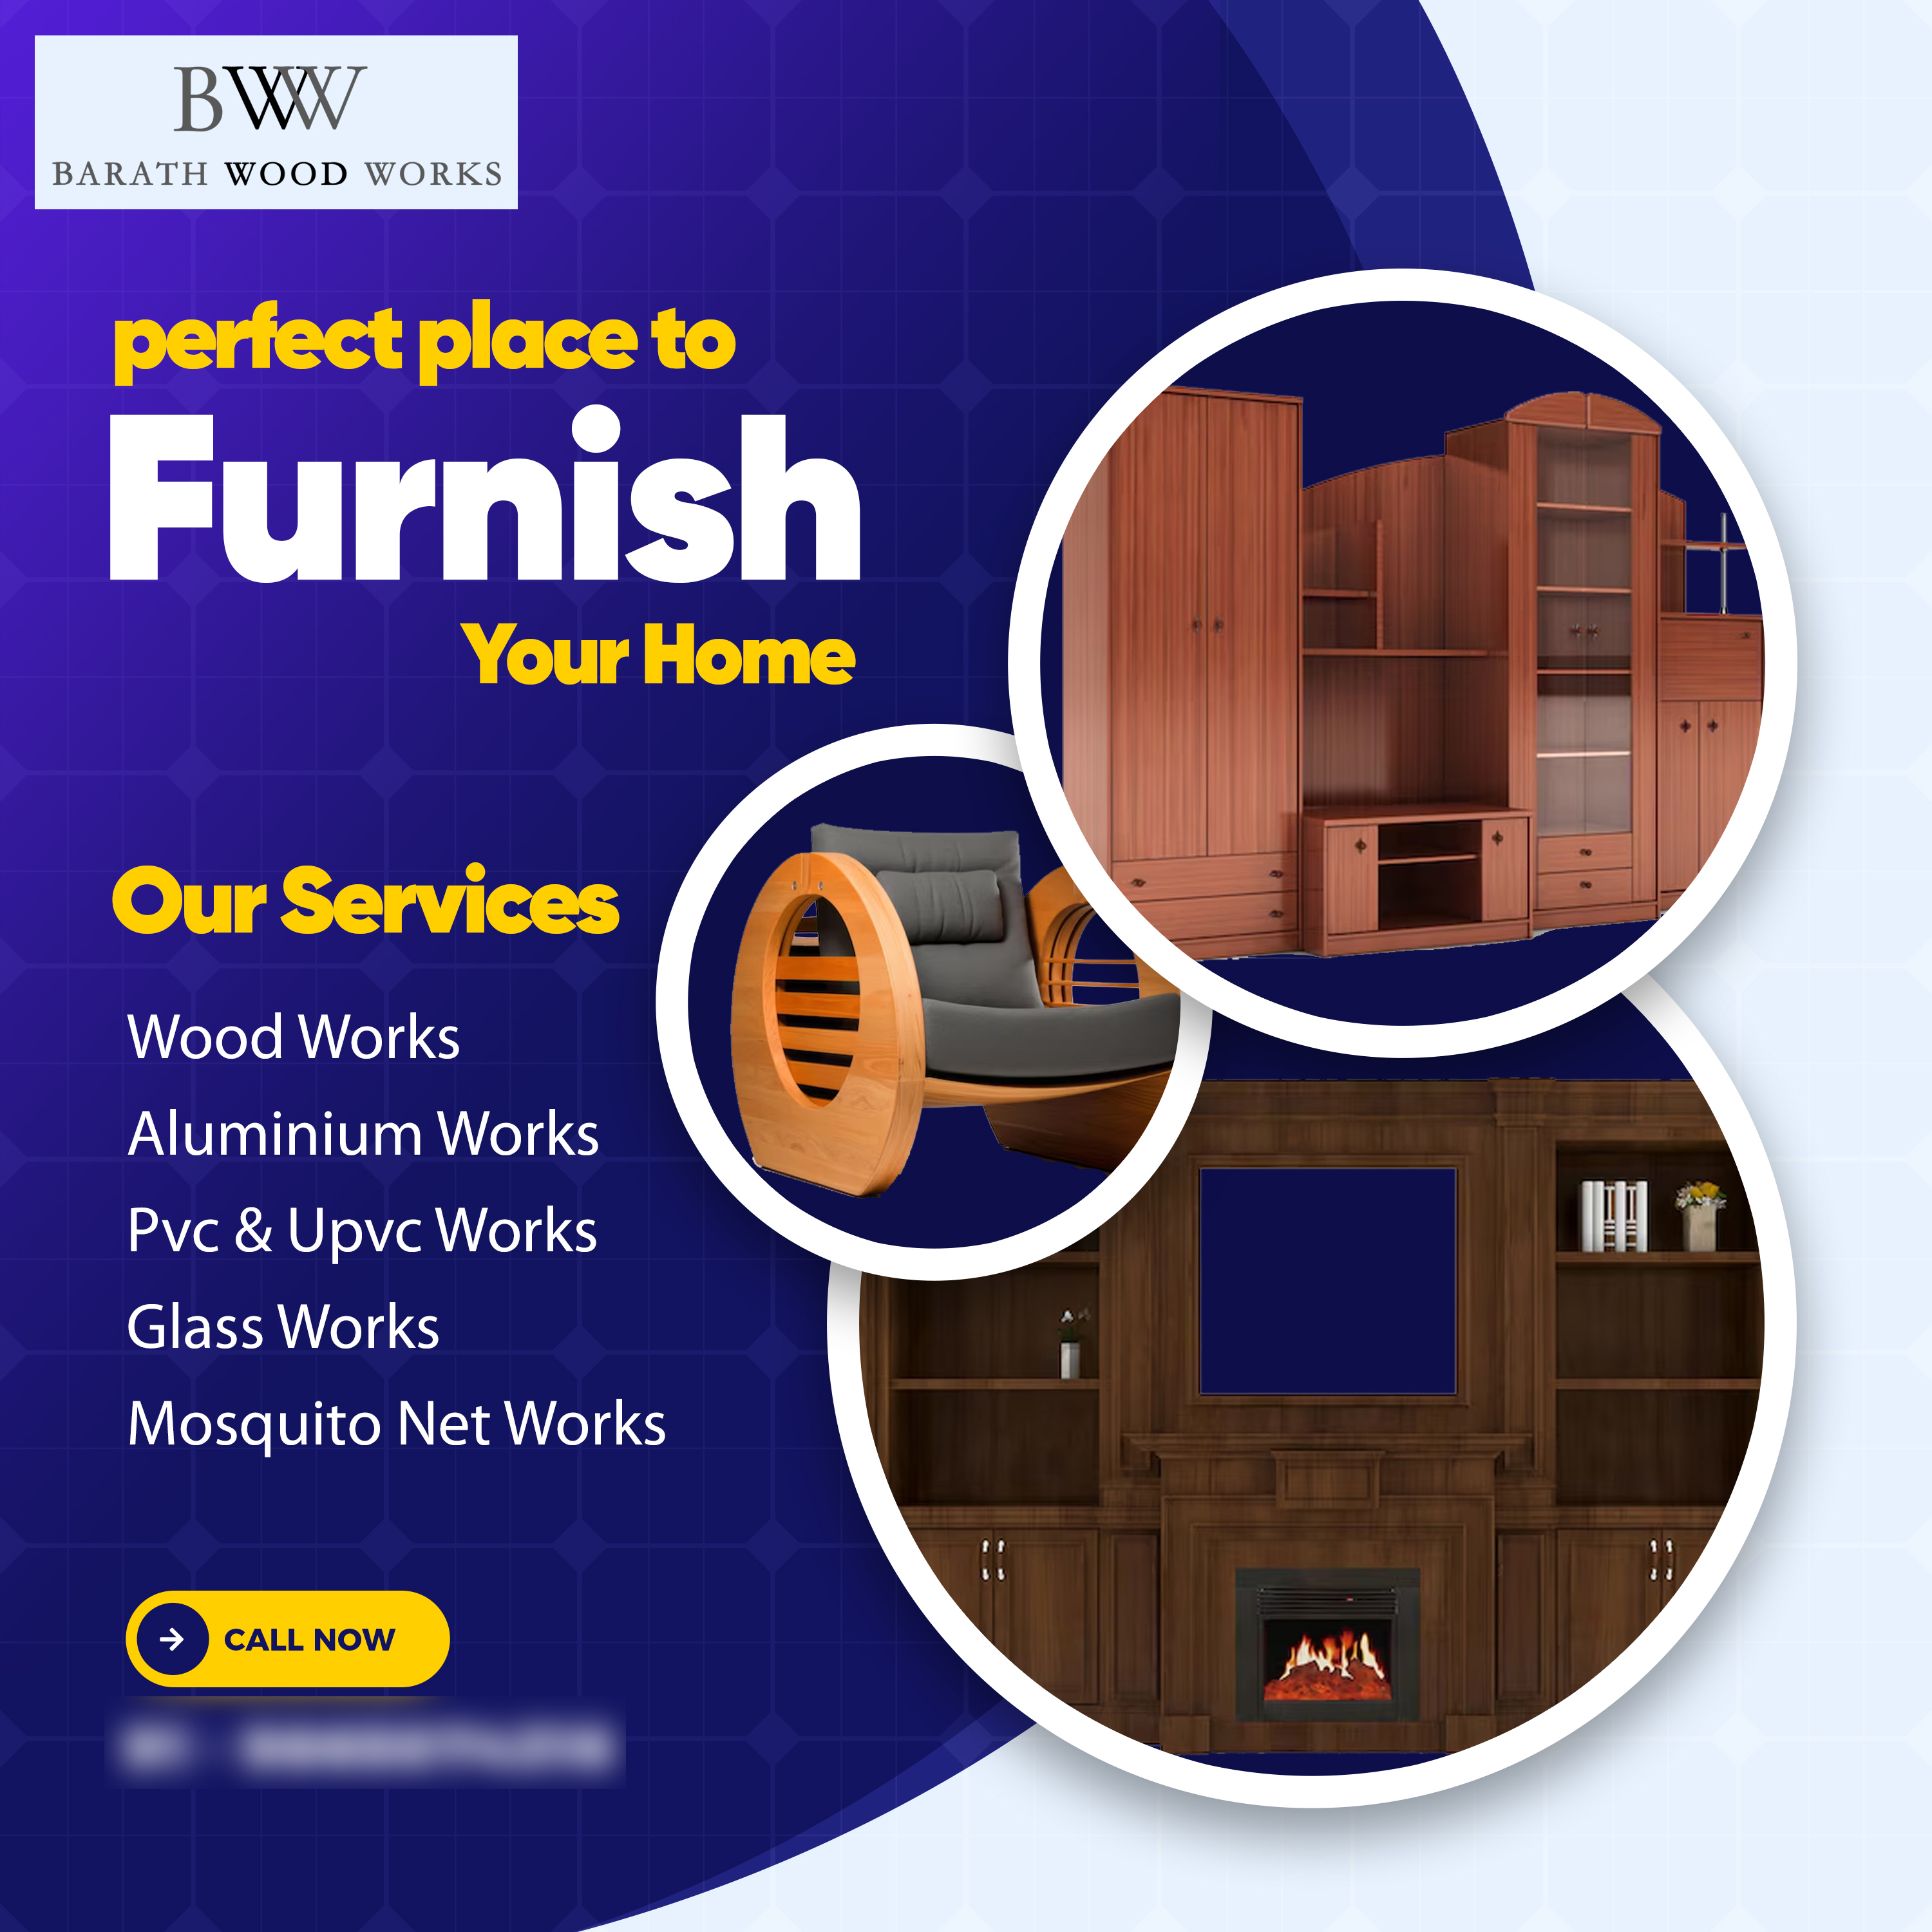 BWW
BARATH WOOD WORKS
perfect place to
Furnish
Your Home
Our Services
Wood Works
Aluminium Works
Pvc & Upvc Works
Glass Works
Mosquito Net Works
CALL NOW